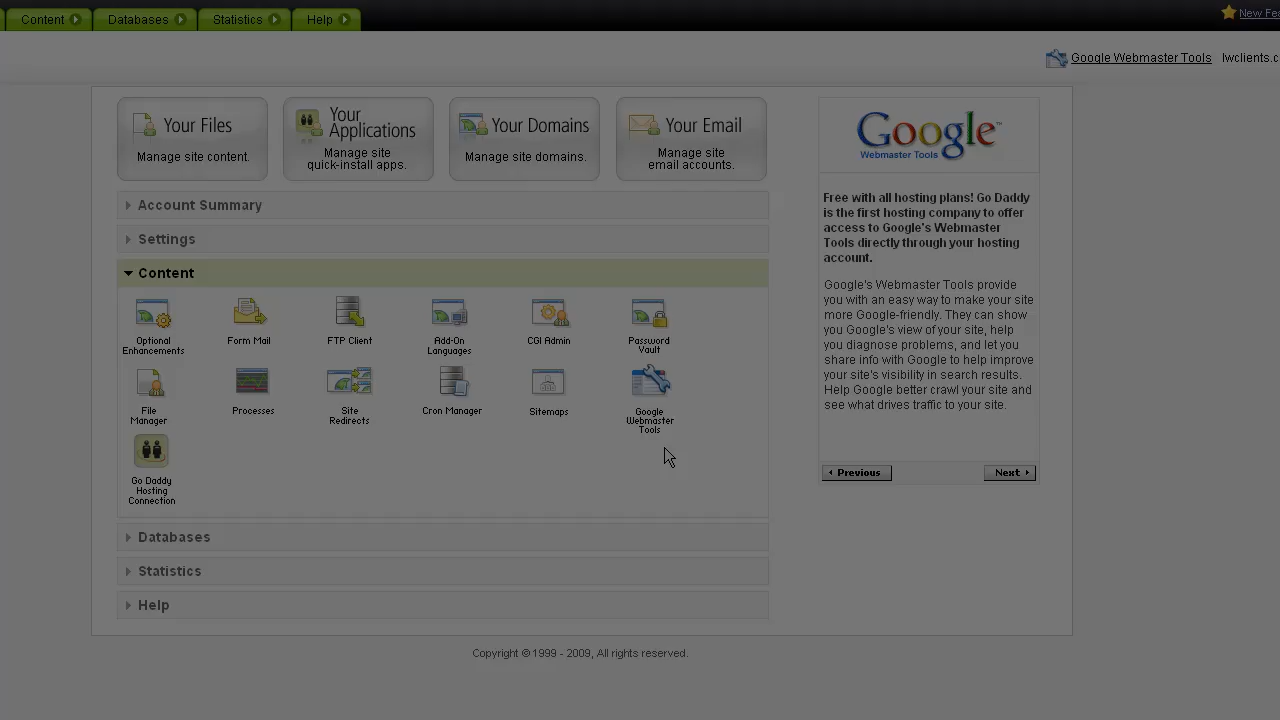 Content
Databases
Statistics
Help
New Fe
Google Webmaster Tools
lwclients.c
Your Files
Manage site content.
Your
Applications
Manage site
quick-install apps.
Your Domains
Manage site domains.
Your Email
Manage site
email accounts.
Account Summary
Settings
Content
Optional
Enhancements
Form Mail
FTP Client
Add-On
Languages
CGI Admin
Password
Vault
File
Manager
Processes
Site
Redirects
Cron Manager
Sitemaps
Google
Webmaster
Tools
Go Daddy
Hosting
Connection
Databases
Statistics
Help
Google™
Webmaster Tools
Free with all hosting plans! Go Daddy
is the first hosting company to offer
access to Google's Webmaster
Tools directly through your hosting
account.
Google's Webmaster Tools provide
you with an easy way to make your site
more Google-friendly. They can show
you Google's view of your site, help
you diagnose problems, and let you
share info with Google to help improve
your site's visibility in search results.
Help Google better crawl your site and
see what drives traffic to your site.
Previous
Next
Copyright © 1999 - 2009, All rights reserved.